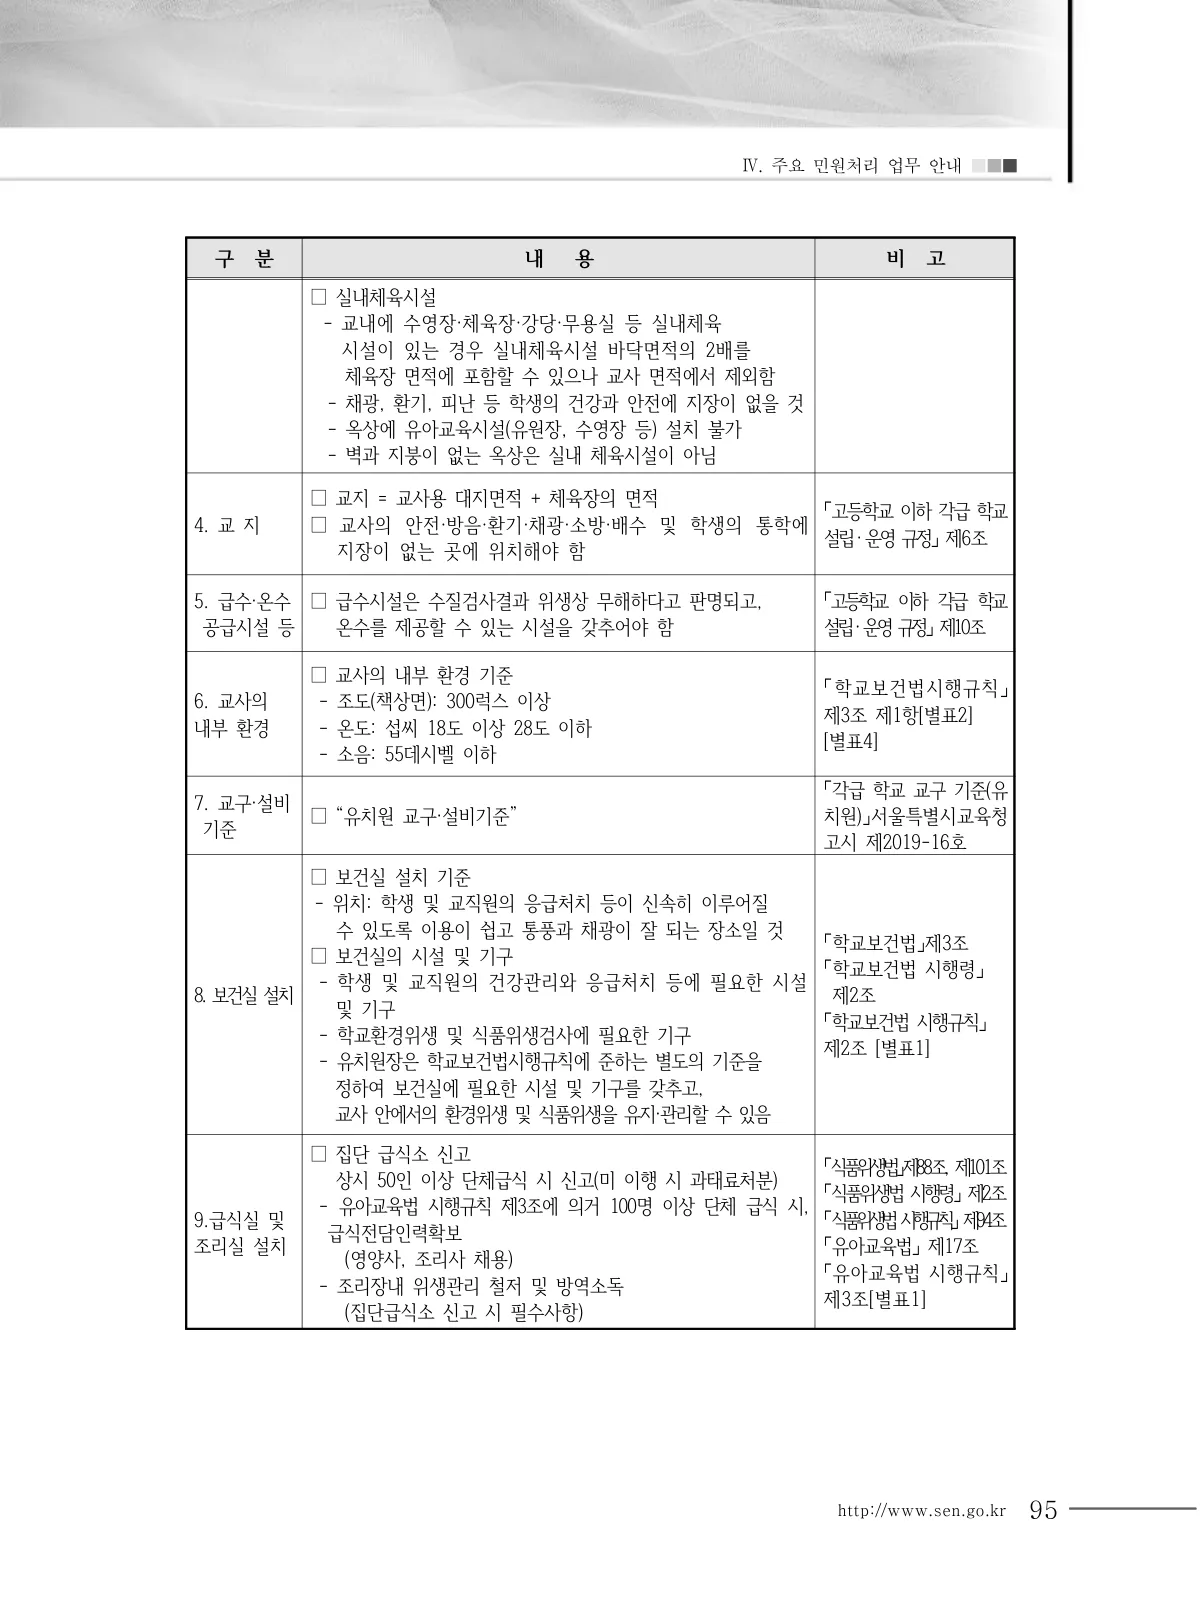 Ⅳ. 주요 민원처리 업무 안내
구 분
내 용
비 고
□ 실내체육시설
- 교내에 수영장·체육장·강당·무용실 등 실내체육
시설이 있는 경우 실내체육시설 바닥면적의 2배를
체육장 면적에 포함할 수 있으나 교사 면적에서 제외함
- 채광, 환기, 피난 등 학생의 건강과 안전에 지장이 없을 것
- 옥상에 유아교육시설(유원장, 수영장 등) 설치 불가
- 벽과 지붕이 없는 옥상은 실내 체육시설이 아님
4. 교 지
□ 교지 = 교사용 대지면적 + 체육장의 면적
□ 교사의 안전·방음·환기·채광·소방·배수 및 학생의 통학에
지장이 없는 곳에 위치해야 함
「고등학교 이하 각급 학교
설립·운영 규정」 제6조
5. 급수·온수
공급시설 등
□ 급수시설은 수질검사결과 위생상 무해하다고 판명되고,
온수를 제공할 수 있는 시설을 갖추어야 함
「고등학교 이하 각급 학교
설립·운영 규정」 제10조
6. 교사의
내부 환경
□ 교사의 내부 환경 기준
- 조도(책상면): 300럭스 이상
- 온도: 섭씨 18도 이상 28도 이하
- 소음: 55데시벨 이하
「학교보건법시행규칙」
제3조 제1항[별표2]
[별표4]
7. 교구·설비
기준
□ “유치원 교구·설비기준”
「각급 학교 교구 기준(유
치원)」서울특별시교육청
고시 제2019-16호
8. 보건실 설치
□ 보건실 설치 기준
- 위치: 학생 및 교직원의 응급처치 등이 신속히 이루어질
수 있도록 이용이 쉽고 통풍과 채광이 잘 되는 장소일 것
□ 보건실의 시설 및 기구
- 학생 및 교직원의 건강관리와 응급처치 등에 필요한 시설
및 기구
- 학교환경위생 및 식품위생검사에 필요한 기구
- 유치원장은 학교보건법시행규칙에 준하는 별도의 기준을
정하여 보건실에 필요한 시설 및 기구를 갖추고,
교사 안에서의 환경위생 및 식품위생을 유지·관리할 수 있음
「학교보건법」제3조
「학교보건법 시행령」
제2조
「학교보건법 시행규칙」
제2조 [별표1]
9.급식실 및
조리실 설치
□ 집단 급식소 신고
상시 50인 이상 단체급식 시 신고(미 이행 시 과태료처분)
- 유아교육법 시행규칙 제3조에 의거 100명 이상 단체 급식 시,
급식전담인력확보
(영양사, 조리사 채용)
- 조리장내 위생관리 철저 및 방역소독
(집단급식소 신고 시 필수사항)
「식품위생법」제88조, 제101조
「식품위생법 시행령」 제2조
「식품위생법 시행규칙」 제94조
「유아교육법」 제17조
「유아교육법 시행규칙」
제3조[별표1]
http://www.sen.go.kr 95